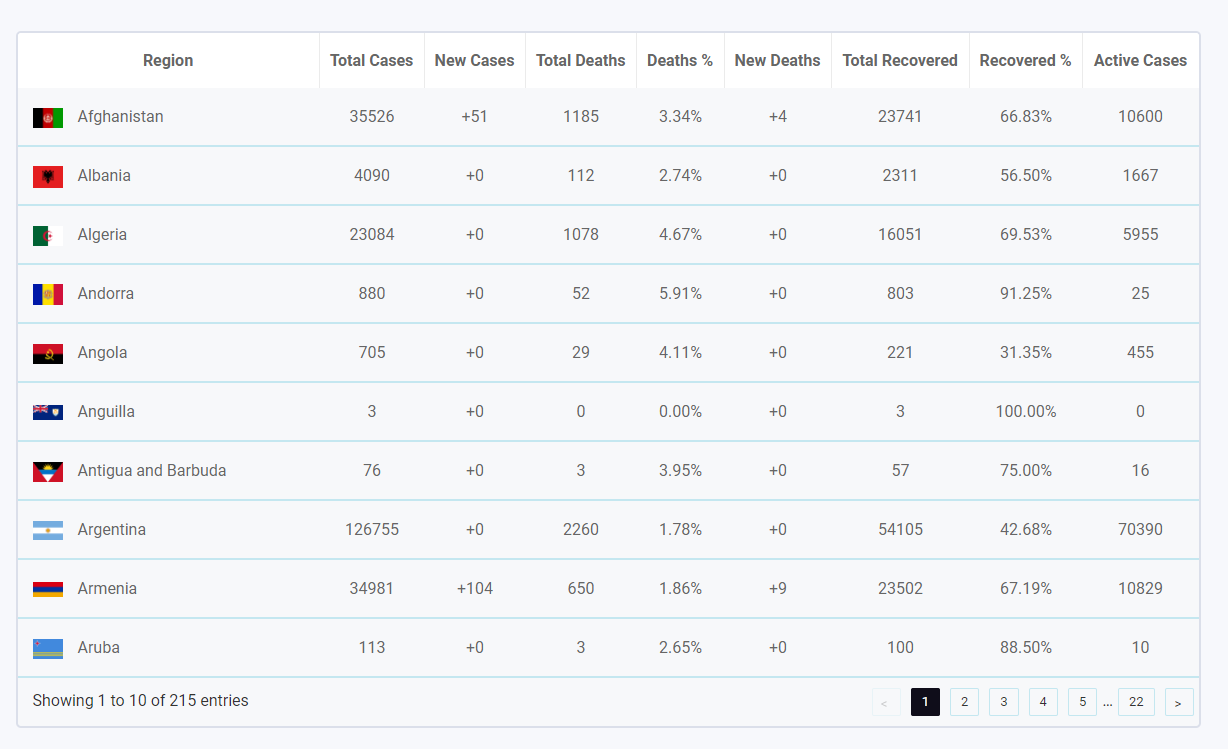 Region Total Cases New Cases Total Deaths Deaths % New Deaths Total Recovered Recovered % Active Cases
Afghanistan 35526 +51 1185 3.34% +4 23741 66.83% 10600
Albania 4090 +0 112 2.74% +0 2311 56.50% 1667
Algeria 23084 +0 1078 4.67% +0 16051 69.53% 5955
Andorra 880 +0 52 5.91% +0 803 91.25% 25
Angola 705 +0 29 4.11% +0 221 31.35% 455
Anguilla 3 +0 0 0.00% +0 3 100.00% 0
Antigua and Barbuda 76 +0 3 3.95% +0 57 75.00% 16
Argentina 126755 +0 2260 1.78% +0 54105 42.68% 70390
Armenia 34981 +104 650 1.86% +9 23502 67.19% 10829
Aruba 113 +0 3 2.65% +0 100 88.50% 10
Showing 1 to 10 of 215 entries < 1 2 3 4 5 ... 22 >